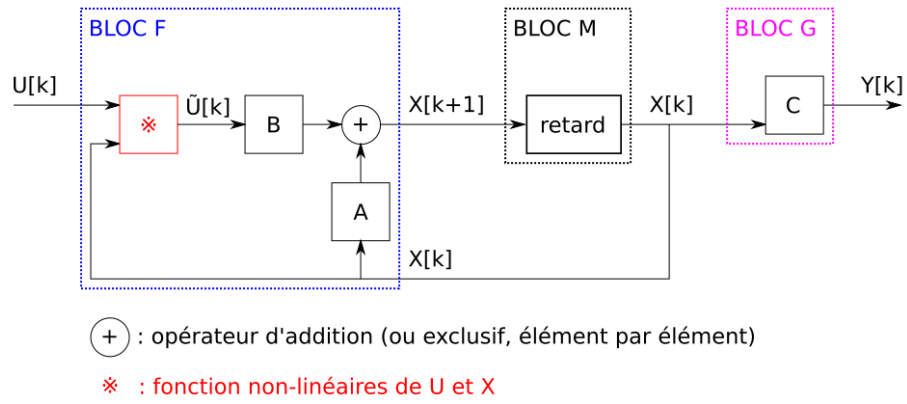 BLOC F
BLOC M
BLOC G
U[k]
※
Ũ[k]
B
+
X[k+1]
retard
X[k]
C
Y[k]
A
X[k]
+ : opérateur d'addition (ou exclusif, élément par élément)
※ : fonction non-linéaires de U et X